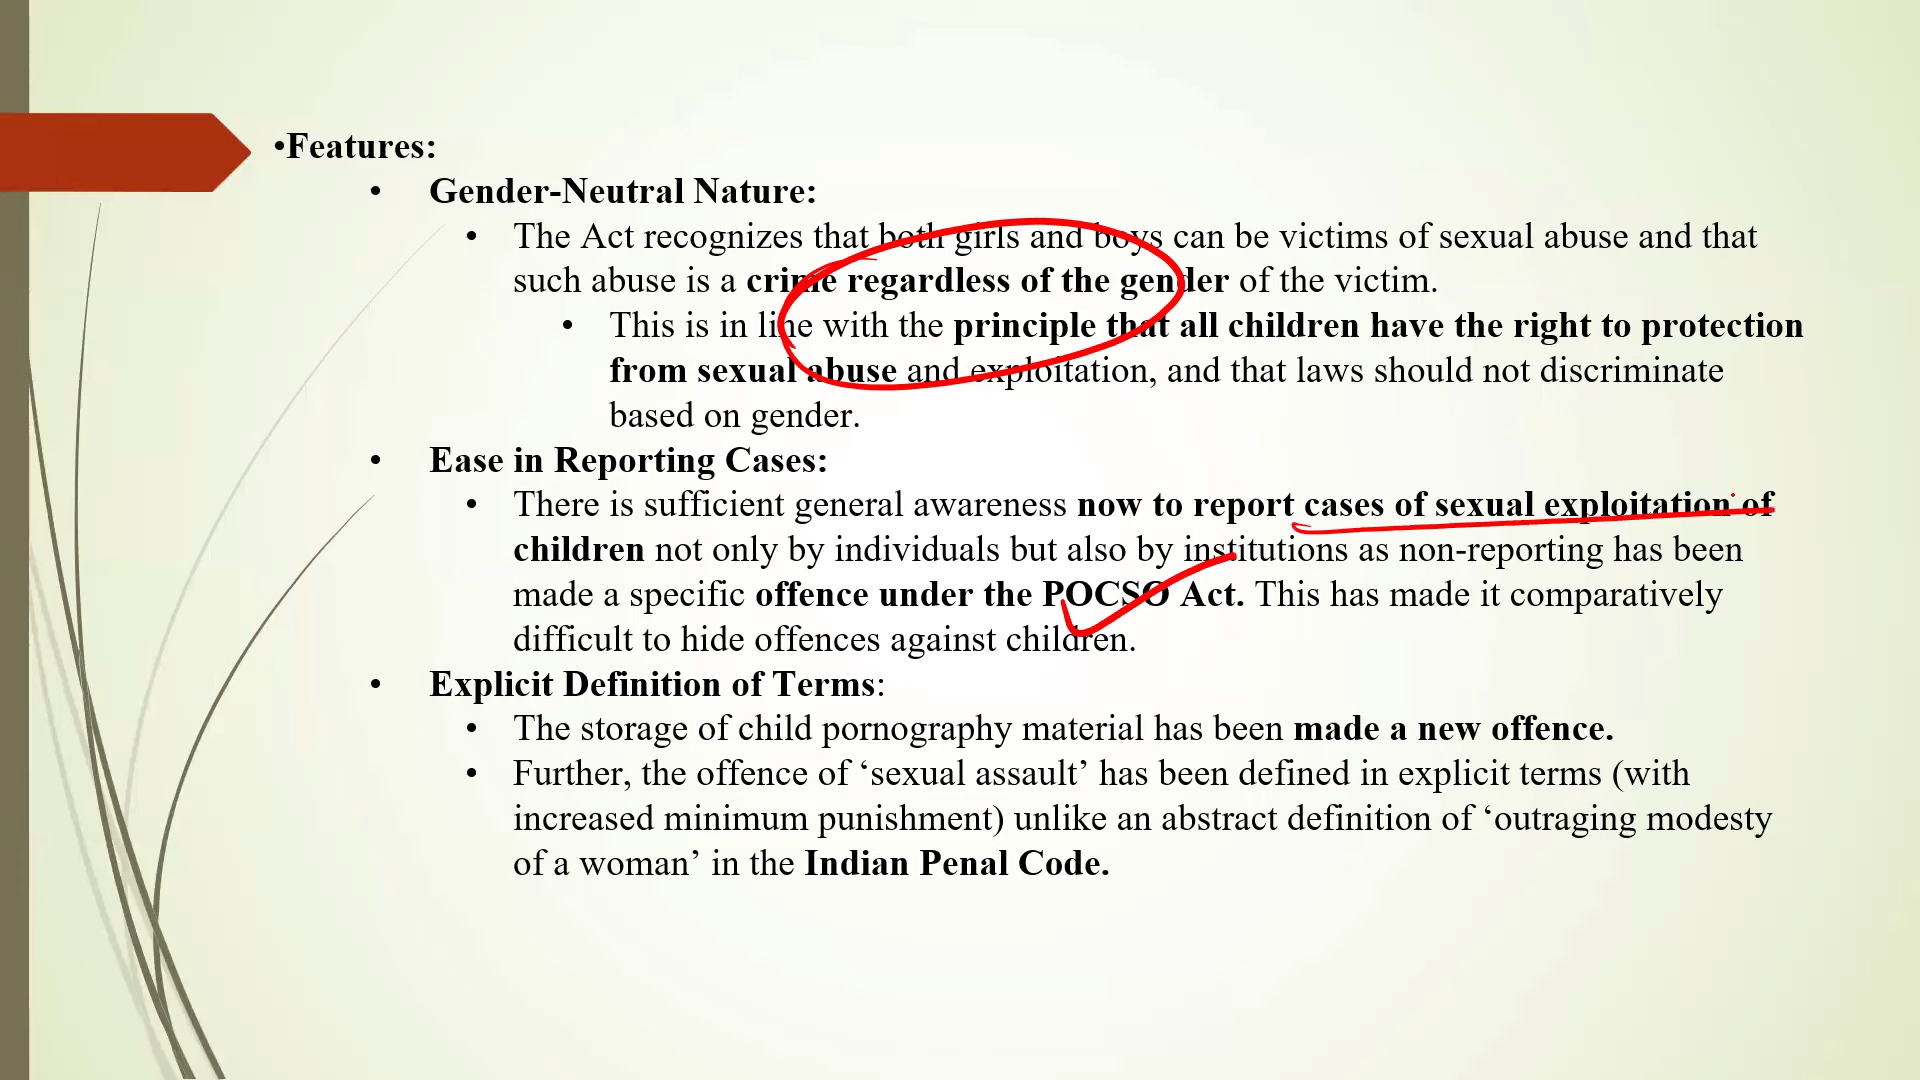 •Features:
• Gender-Neutral Nature:
• The Act recognizes that both girls and boys can be victims of sexual abuse and that
such abuse is a crime regardless of the gender of the victim.
• This is in line with the principle that all children have the right to protection
from sexual abuse and exploitation, and that laws should not discriminate
based on gender.
• Ease in Reporting Cases:
• There is sufficient general awareness now to report cases of sexual exploitation of
children not only by individuals but also by institutions as non-reporting has been
made a specific offence under the POCSO Act. This has made it comparatively
difficult to hide offences against children.
• Explicit Definition of Terms:
• The storage of child pornography material has been made a new offence.
• Further, the offence of ‘sexual assault’ has been defined in explicit terms (with
increased minimum punishment) unlike an abstract definition of ‘outraging modesty
of a woman’ in the Indian Penal Code.